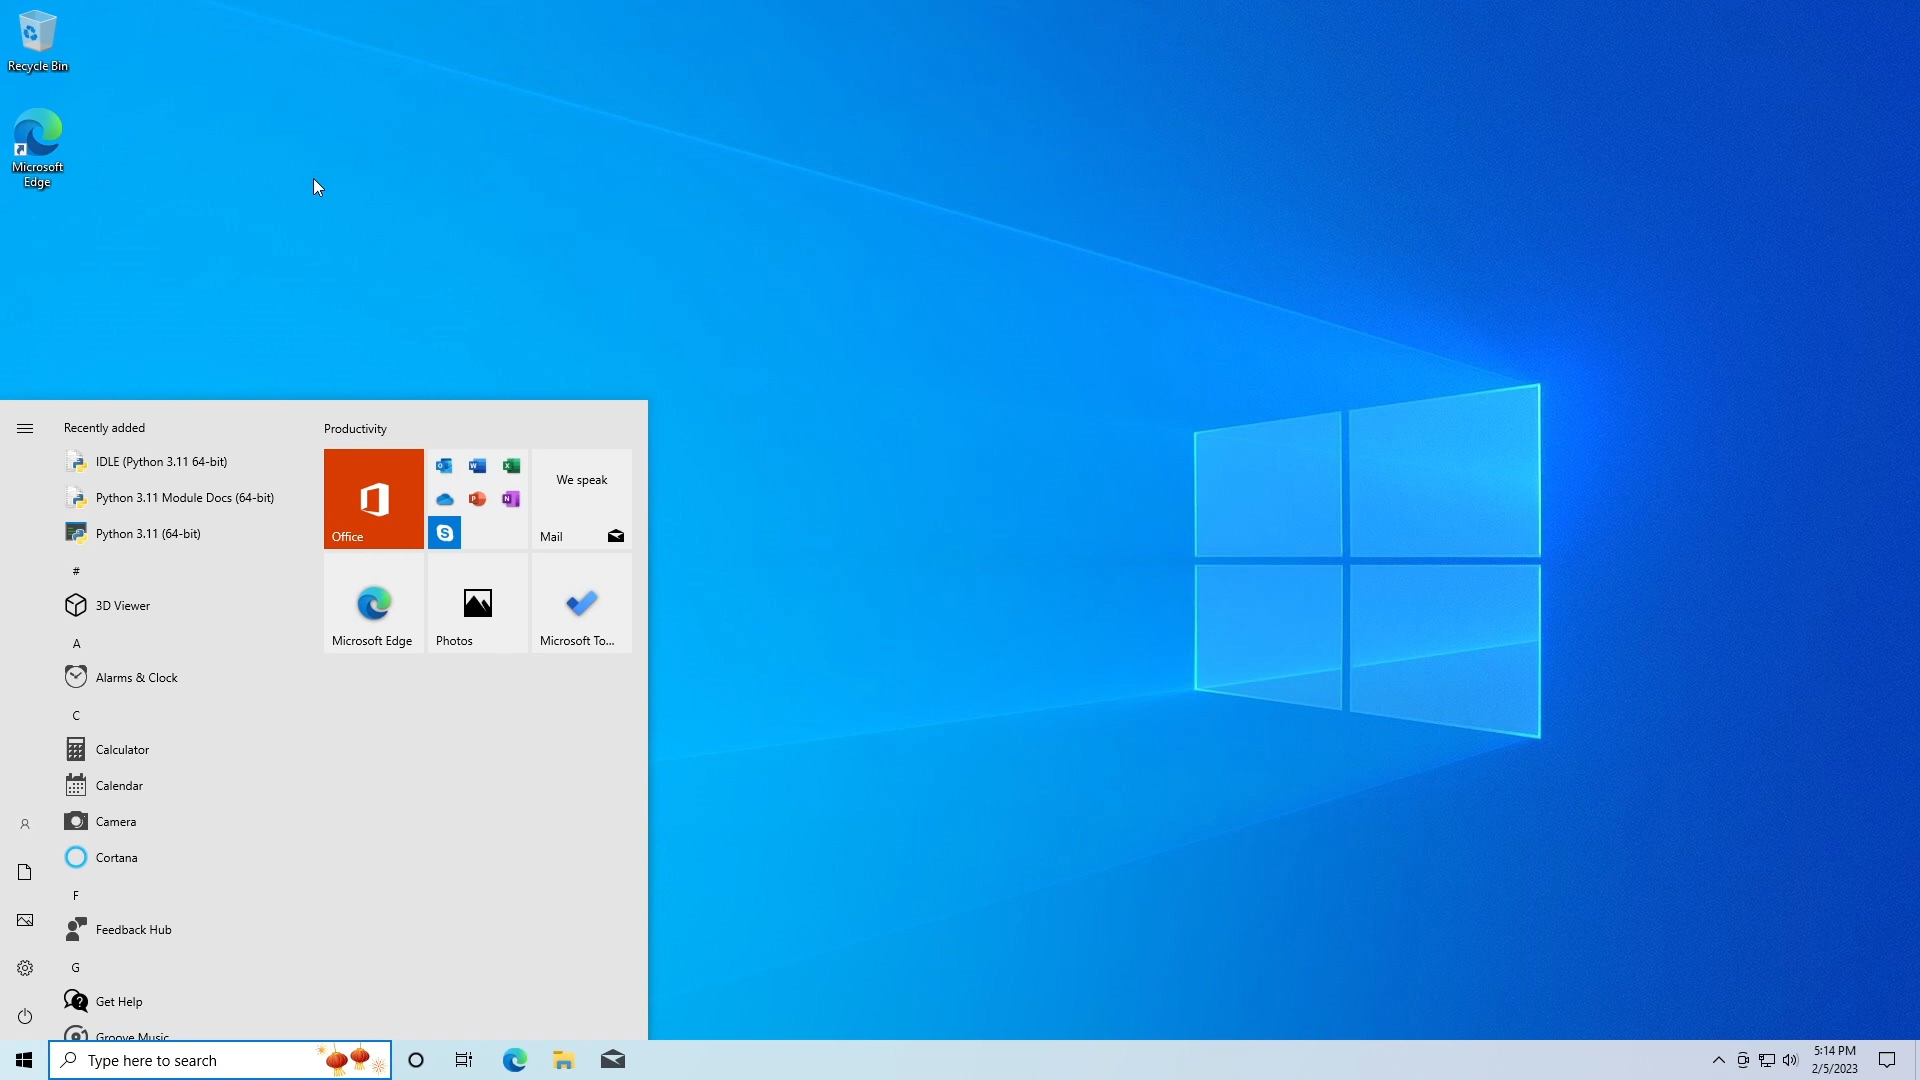 Recycle Bin
Microsoft
Edge
Recently added
IDLE (Python 3.11 64-bit)
Python 3.11 Module Docs (64-bit)
Python 3.11 (64-bit)
#
3D Viewer
A
Alarms & Clock
C
Calculator
Calendar
Camera
Cortana
F
Feedback Hub
G
Get Help
Groove Music
Productivity
Office
We speak
Mail
Microsoft Edge
Photos
Microsoft To...
Type here to search
5:14 PM
2/5/2023